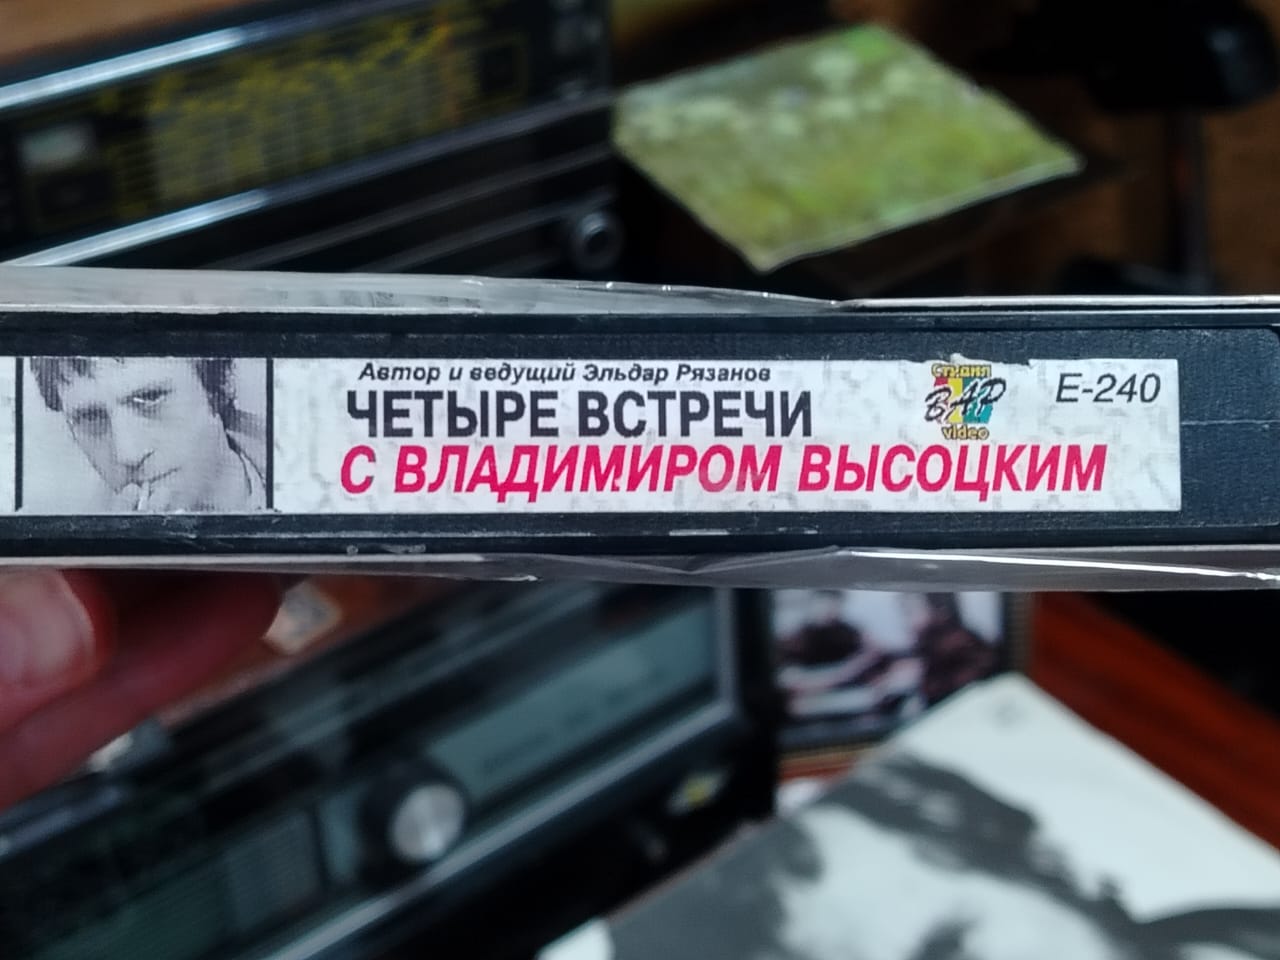 Автор и ведущий Эльдар Рязанов
ЧЕТЫРЕ ВСТРЕЧИ
С ВЛАДИМИРОМ ВЫСОЦКИМ
Студия
ВАР
video
E-240